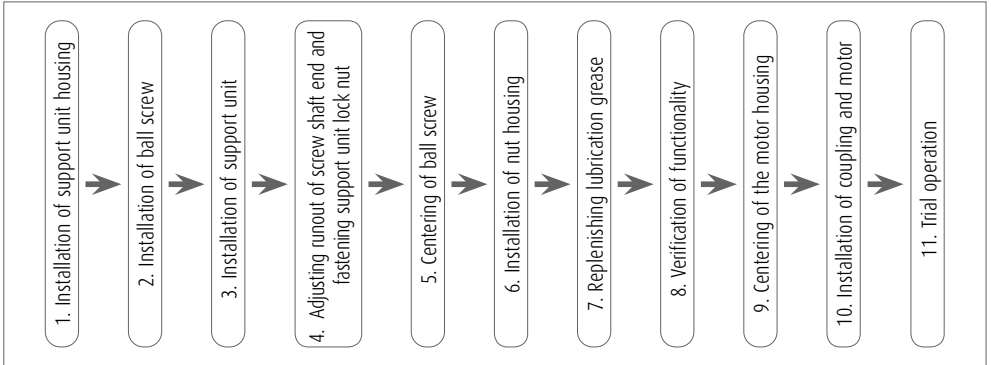 1. Installation of support unit housing
2. Installation of ball screw
3. Installation of support unit
4. Adjusting runout of screw shaft end and
fastening support unit lock nut
5. Centering of ball screw
6. Installation of nut housing
7. Replenishing lubrication grease
8. Verification of functionality
9. Centering of the motor housing
10. Installation of coupling and motor
11. Trial operation